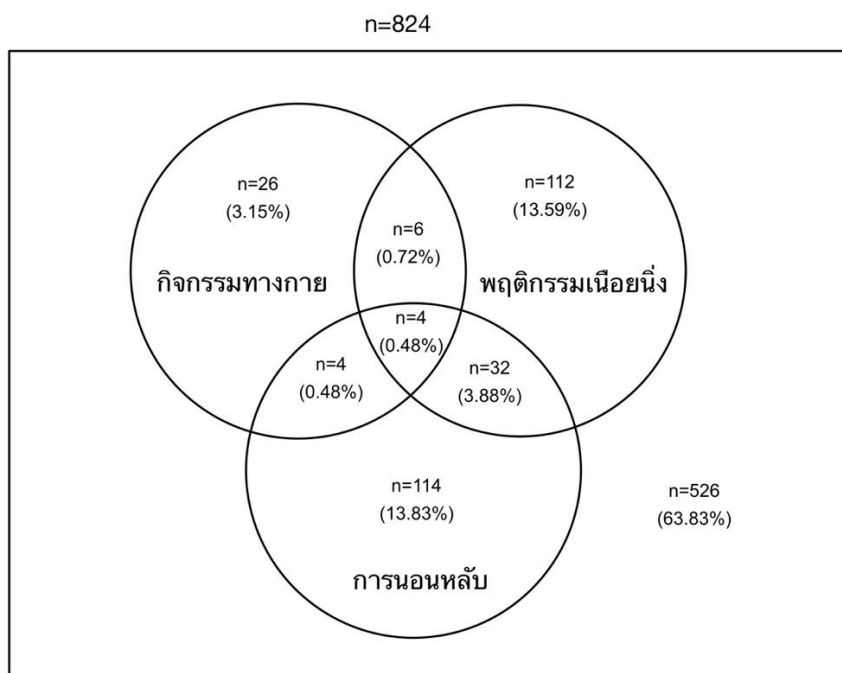 n=824
n=26
(3.15%)
n=112
(13.59%)
n=6
(0.72%)
กิจกรรมทางกาย
พฤติกรรมเนือยนิ่ง
n=4
(0.48%)
n=4
(0.48%)
n=32
(3.88%)
n=114
(13.83%)
n=526
(63.83%)
การนอนหลับ